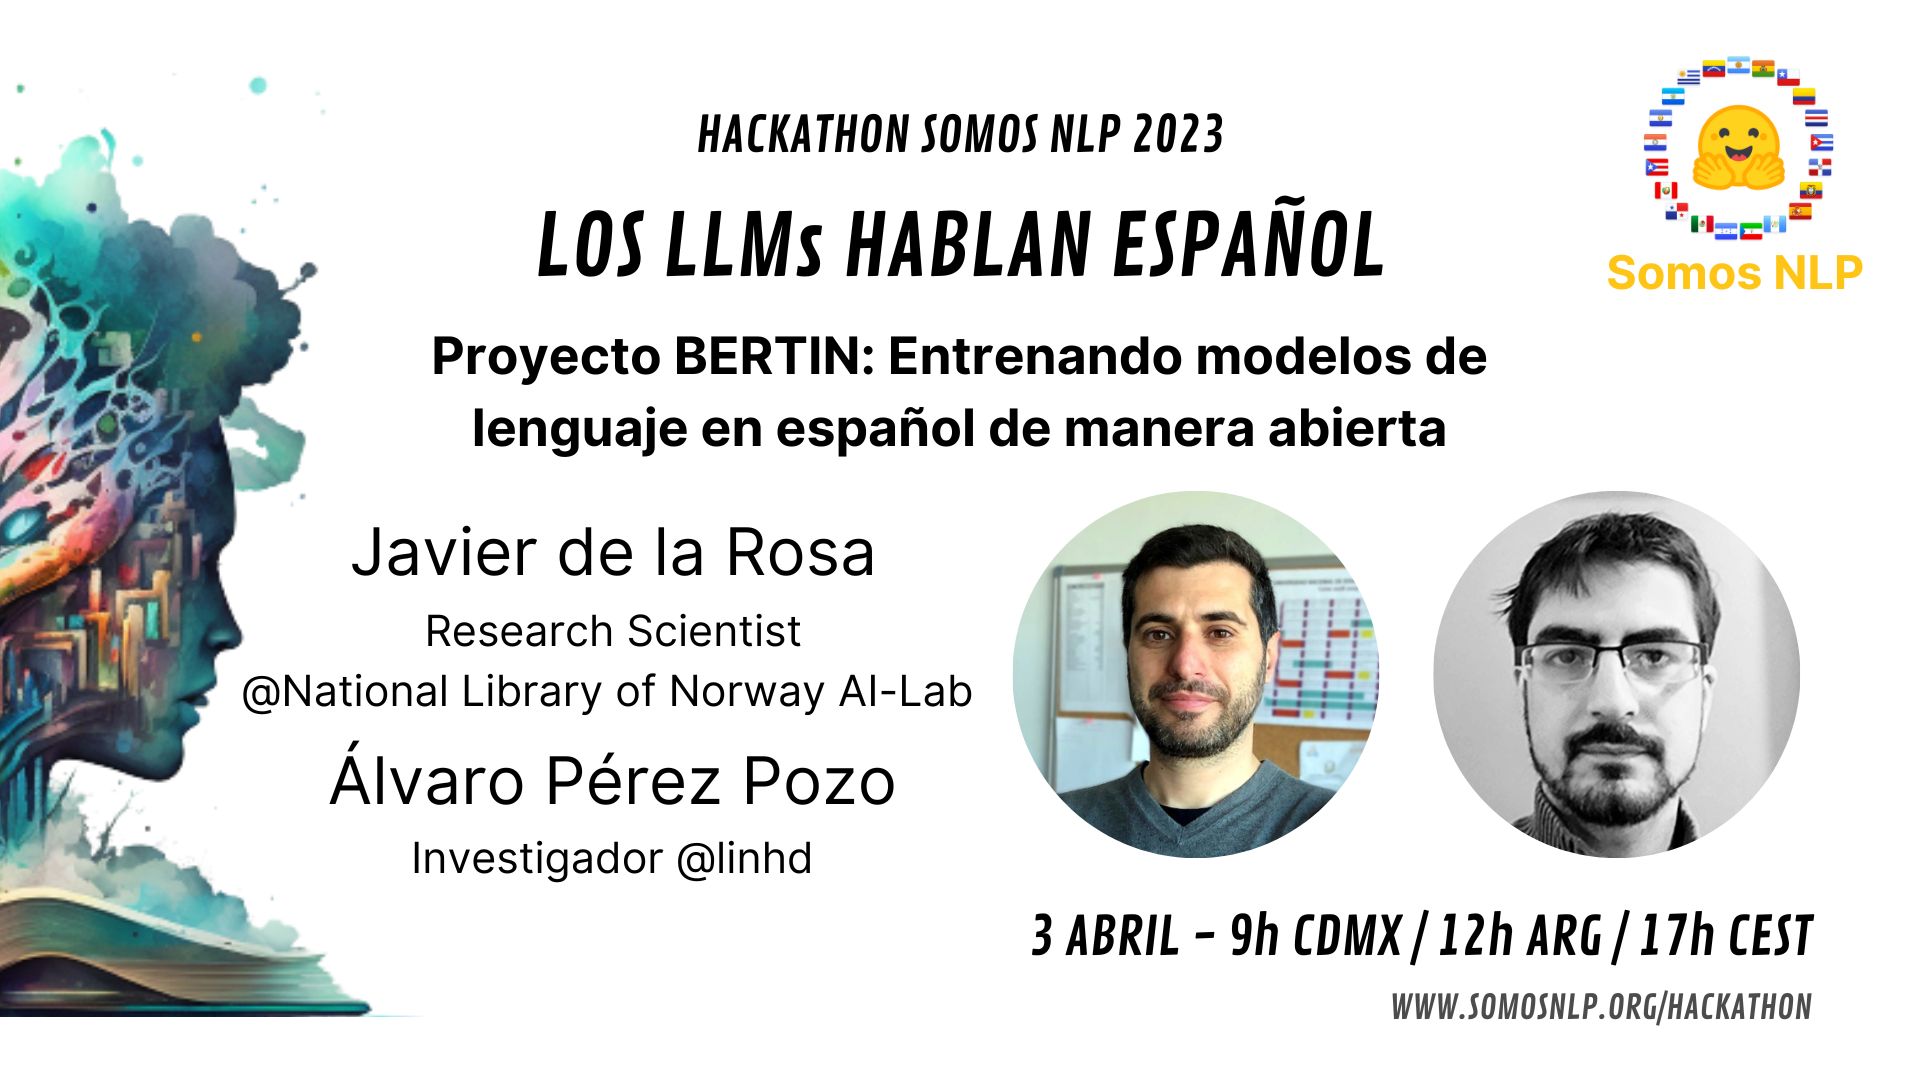 HACKATHON SOMOS NLP 2023
LOS LLMs HABLAN ESPAÑOL
Somos NLP
Proyecto BERTIN: Entrenando modelos de
lenguaje en español de manera abierta
Javier de la Rosa
Research Scientist
@National Library of Norway AI-Lab
Álvaro Pérez Pozo
Investigador @linhd
3 ABRIL - 9h CDMX / 12h ARG / 17h CEST
WWW.SOMOSNLP.ORG/HACKATHON